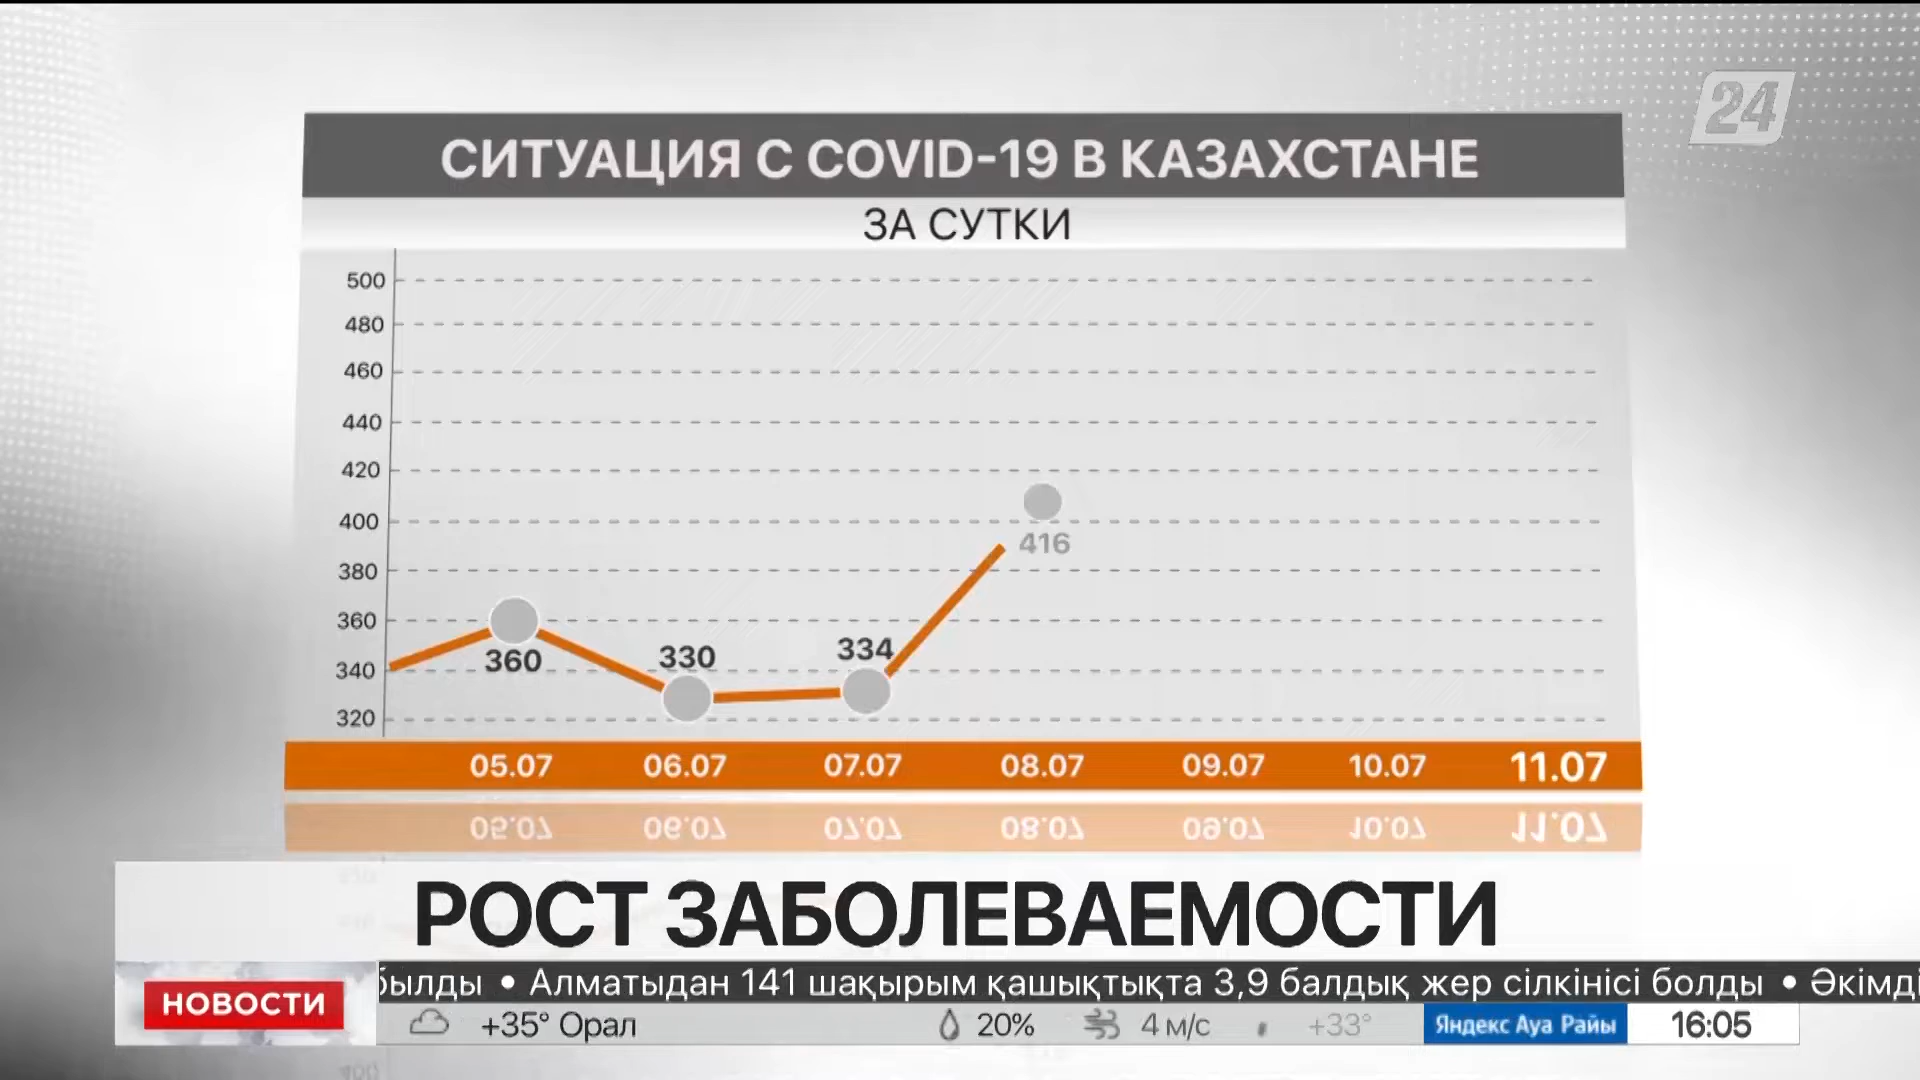 24
СИТУАЦИЯ С COVID-19 В КАЗАХСТАНЕ
ЗА СУТКИ
500
480
460
440
420
400
380
360
340
320
360
330
334
416
05.07 06.07 07.07 08.07 09.07 10.07 11.07
РОСТ ЗАБОЛЕВАЕМОСТИ
НОВОСТИ
былды • Алматыдан 141 шақырым қашықтықта 3,9 балдық жер сілкінісі болды • Әкімді
+35° Орал 20% 4 м/с +33° Яндекс Ауа Райы 16:05